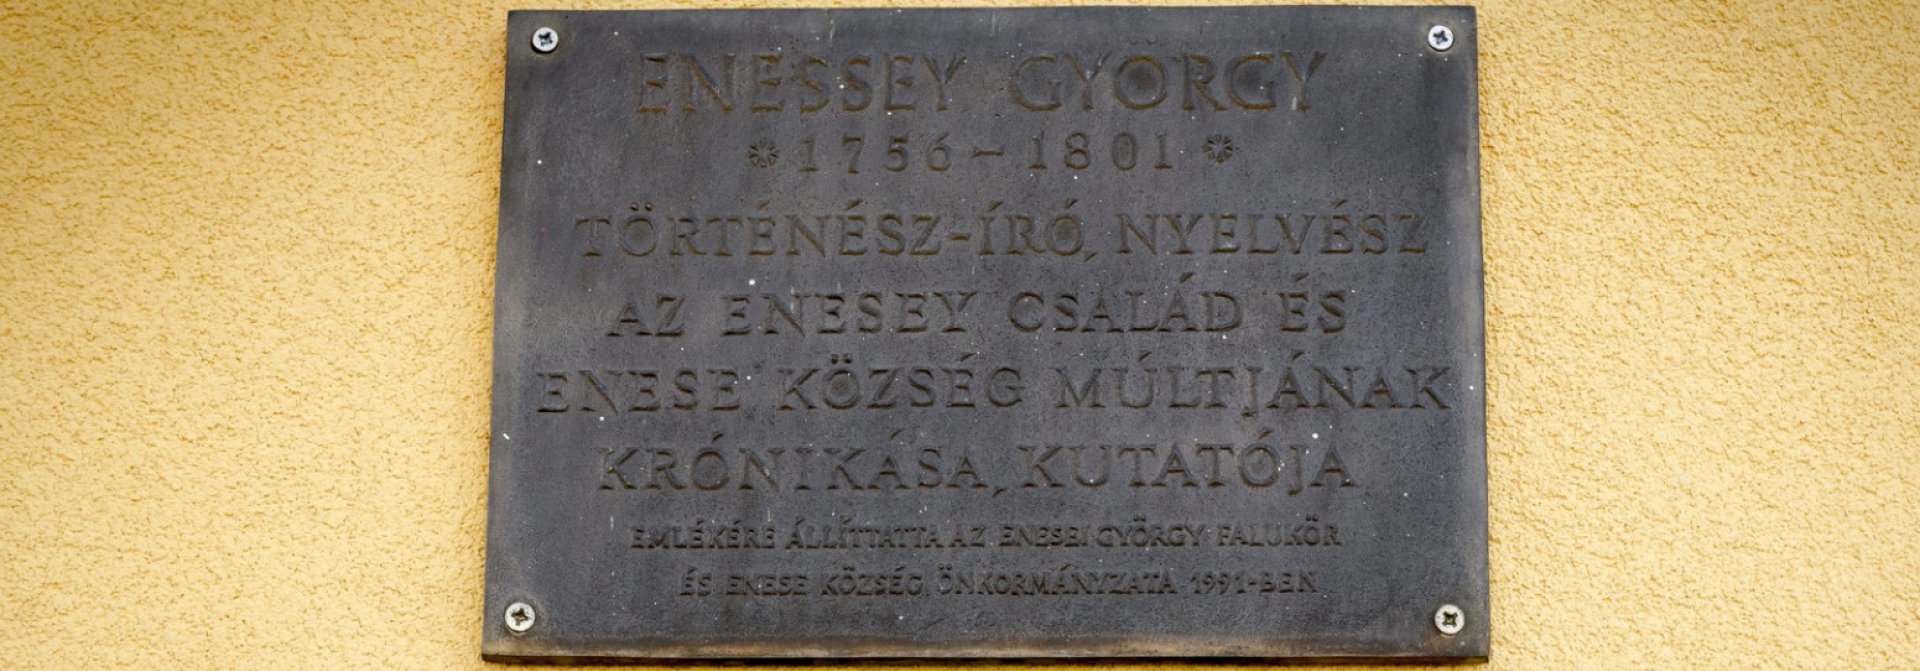 ENESSEY GYÖRGY
* 1756 – 1801 *
TÖRTÉNÉSZ-ÍRÓ, NYELVÉSZ
AZ ENESEY CSALÁD ÉS
ENESE KÖZSÉG MÚLTJÁNAK
KRÓNIKÁSA, KUTATÓJA
EMLÉKÉRE ÁLLÍTTATTA AZ ENESEI GYÖRGY FALUKÖR
ÉS ENESE KÖZSÉG ÖNKORMÁNYZATA 1991-BEN